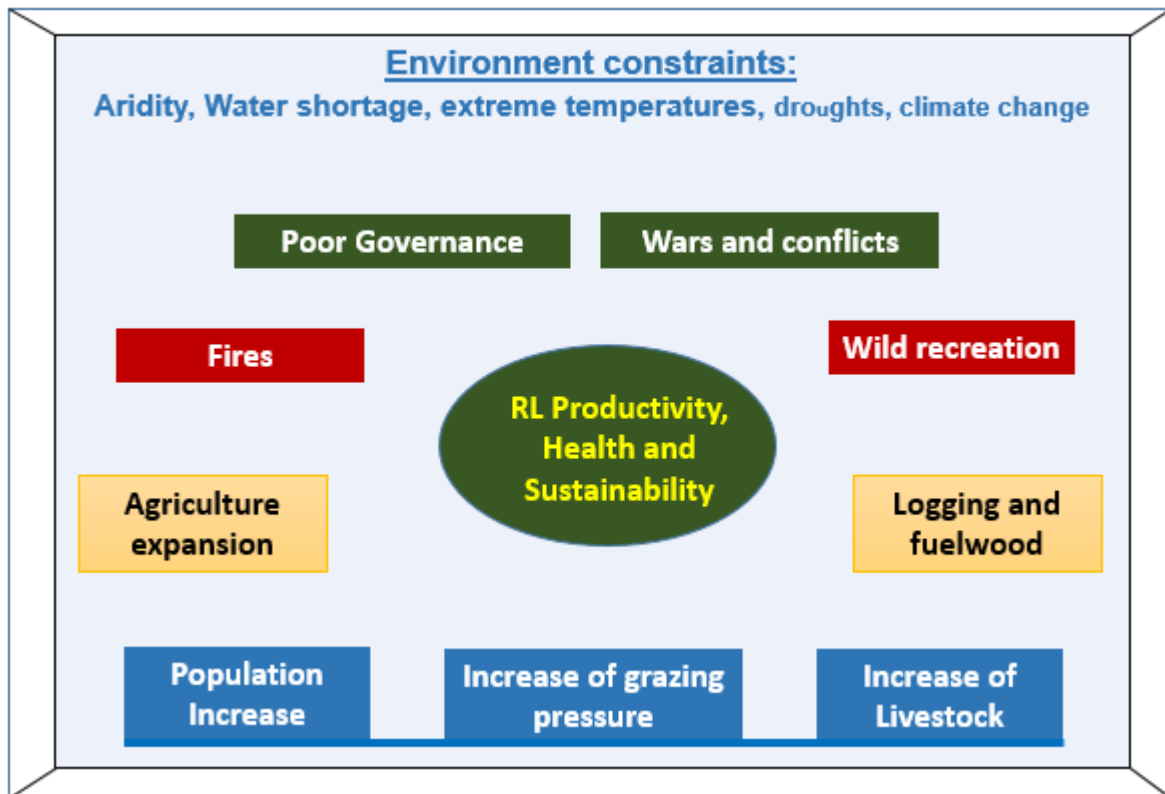 Environment constraints:
Aridity, Water shortage, extreme temperatures, droughts, climate change
Poor Governance
Wars and conflicts
Fires
Wild recreation
RL Productivity,
Health and
Sustainability
Agriculture
expansion
Logging and
fuelwood
Population
Increase
Increase of grazing
pressure
Increase of
Livestock